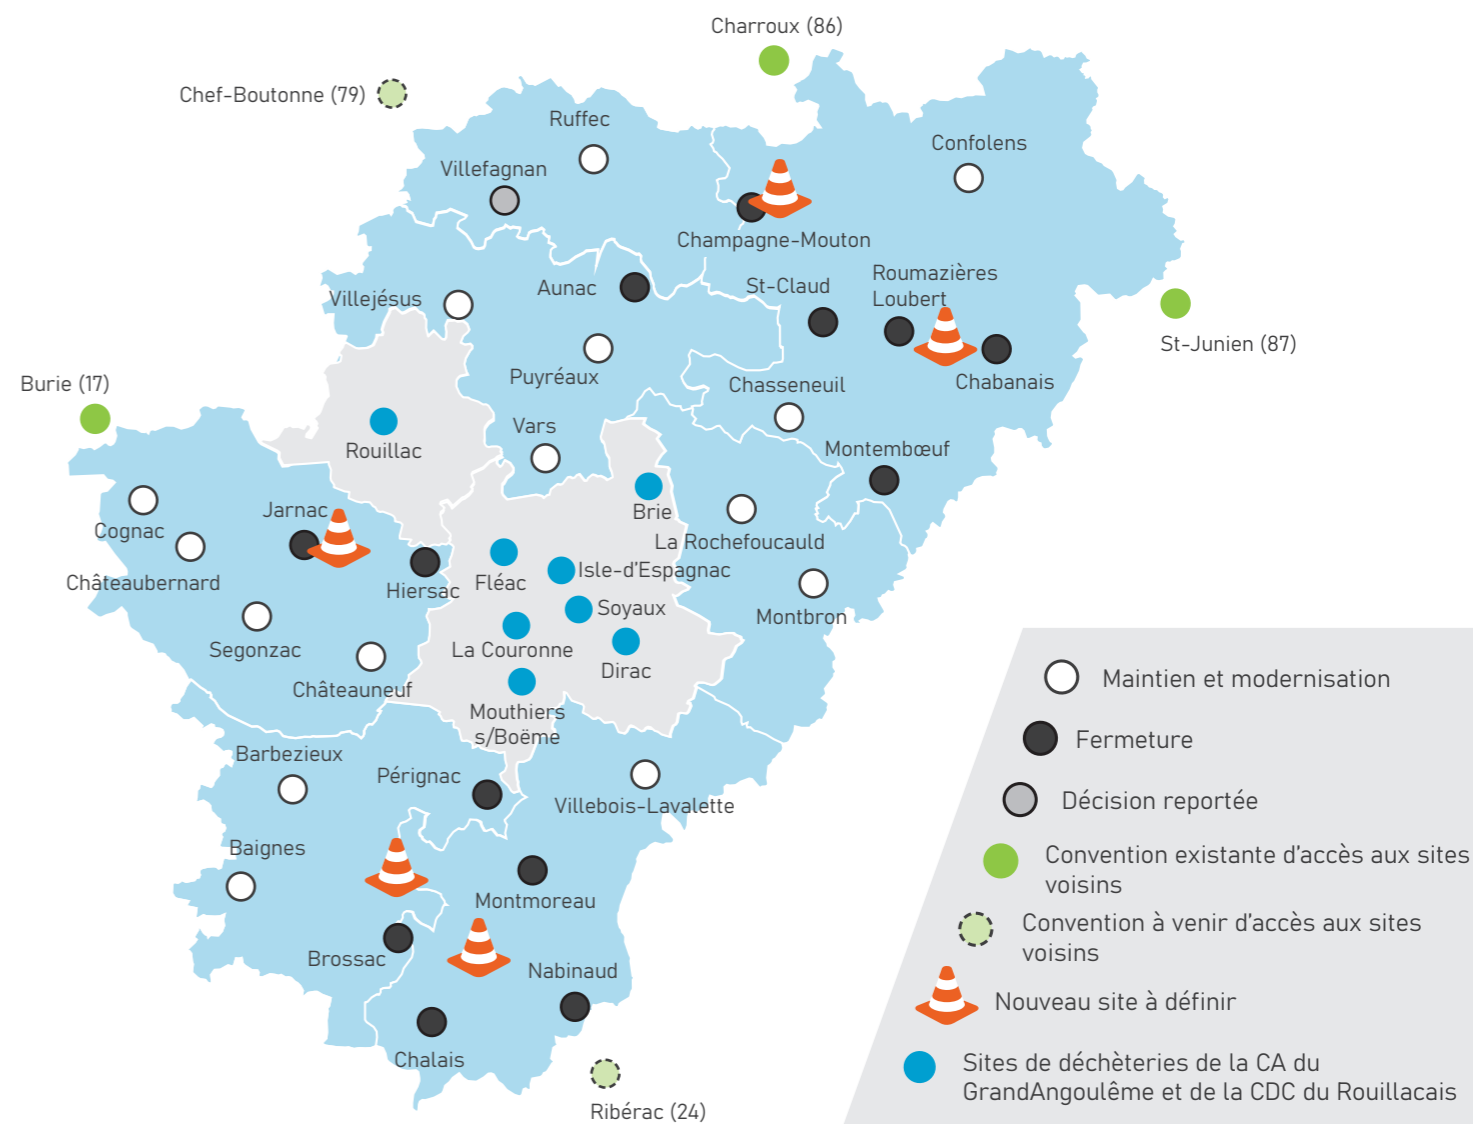 Charroux (86)
Chef-Boutonne (79)
Ruffec
Confolens
Villefagnan
Champagne-Mouton
Roumazières
Loubert
St-Claud
Aunac
Villejésus
St-Junien (87)
Puyréaux
Chabanais
Burie (17)
Chasseneuil
Vars
Rouillac
Montembœuf
Jarnac
Brie
Cognac
La Rochefoucauld
Isle-d'Espagnac
Châteaubernard
Fléac
Hiersac
Soyaux
Montbron
Segonzac
La Couronne
Dirac
Châteauneuf
Mouthiers
s/Boëme
Barbezieux
Pérignac
Villebois-Lavalette
Baignes
Montmoreau
Brossac
Nabinaud
Chalais
Ribérac (24)
Maintien et modernisation
Fermeture
Décision reportée
Convention existante d'accès aux sites
voisins
Convention à venir d'accès aux sites
voisins
Nouveau site à définir
Sites de déchèteries de la CA du
GrandAngoulême et de la CDC du Rouillacais